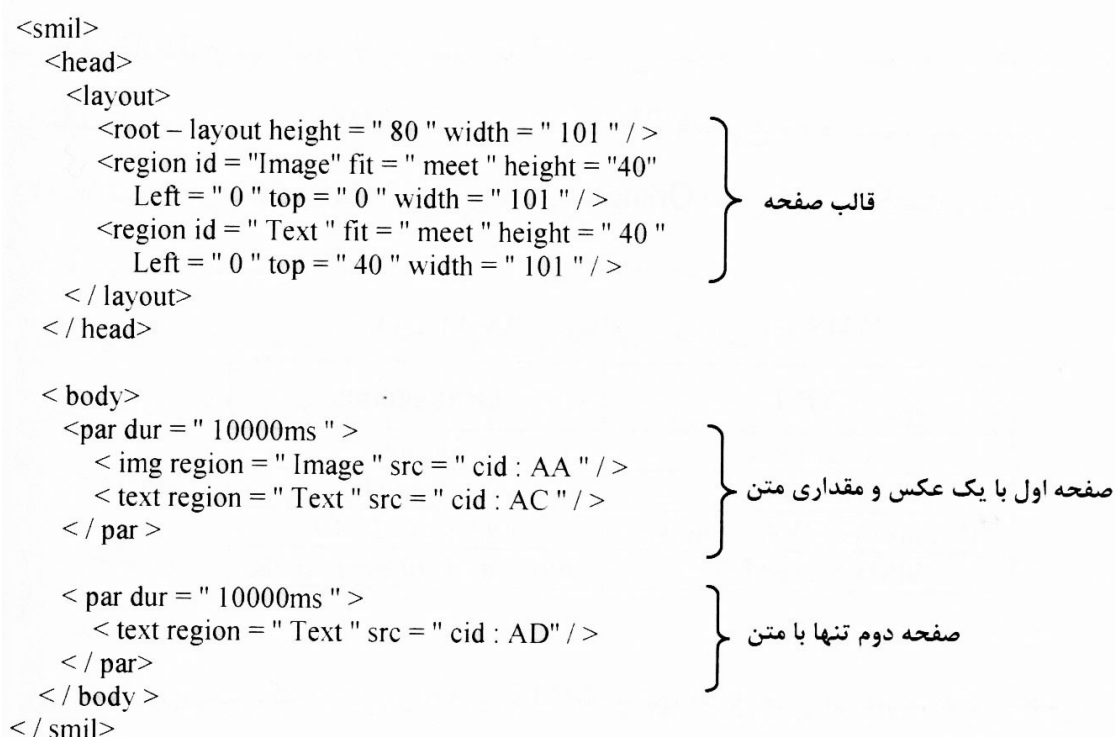 <smil>
<head>
<layout>
<root – layout height = " 80 " width = " 101 " / >
<region id = "Image" fit = " meet " height = "40"
Left = " 0 " top = " 0 " width = " 101 " / >
<region id = " Text " fit = " meet " height = " 40 "
Left = " 0 " top = " 40 " width = " 101 " / >
< / layout>
< / head>
قالب صفحه
< body>
<par dur = " 10000ms " >
< img region = " Image " src = " cid : AA " / >
< text region = " Text " src = " cid : AC " / >
< / par >
صفحه اول با یک عکس و مقداری متن
< par dur = " 10000ms " >
< text region = " Text " src = " cid : AD" / >
< / par>
صفحه دوم تنها با متن
< / body >
< / smil>